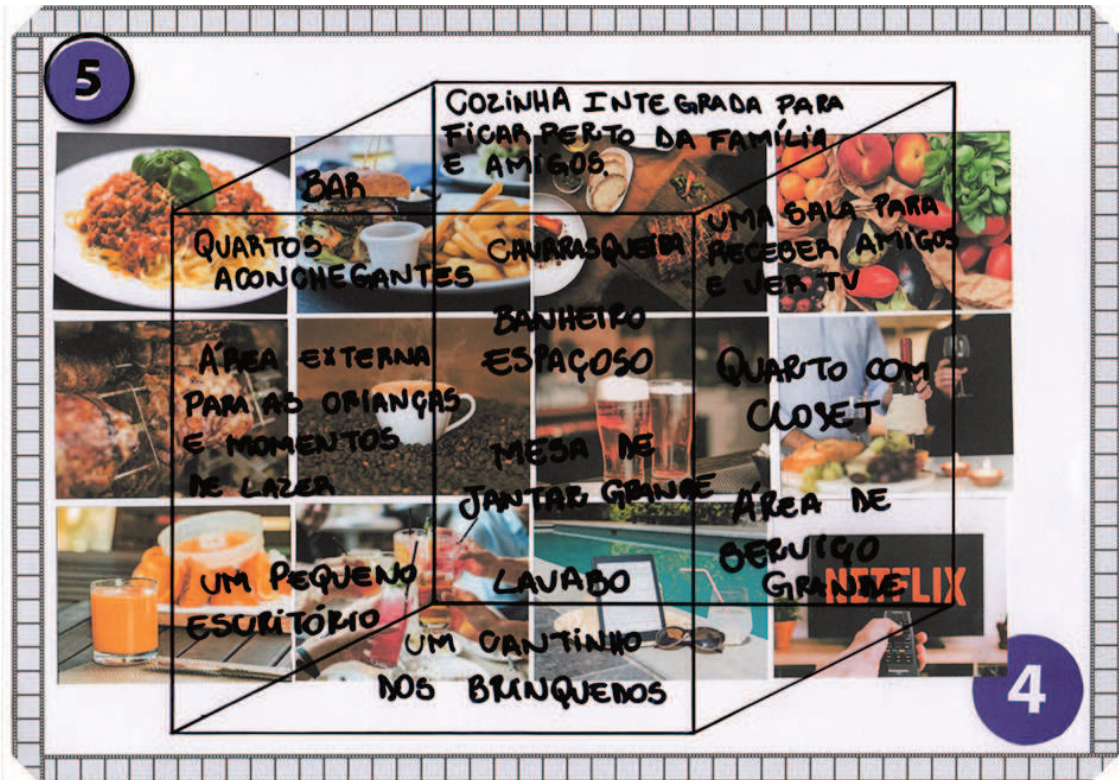 5
COZINHA INTEGRADA PARA
FICAR PERTO DA FAMÍLIA
E AMIGOS.
BAR
QUARTOS
ACONCHEGANTES
CHURRASQUEIRA
UMA SALA PARA
RECEBER AMIGOS
E VER TV
BANHEIRO
ESPAÇOSO
ÁREA EXTERNA
PARA AS CRIANÇAS
E MOMENTOS
DE LAZER
QUARTO COM
CLOSET
MESA DE
JANTAR GRANDE
ÁREA DE
SERVIÇO
GRANDE
UM PEQUENO
ESCRITÓRIO
LAVABO
NETFLIX
UM CANTINHO
DOS BRINQUEDOS
4